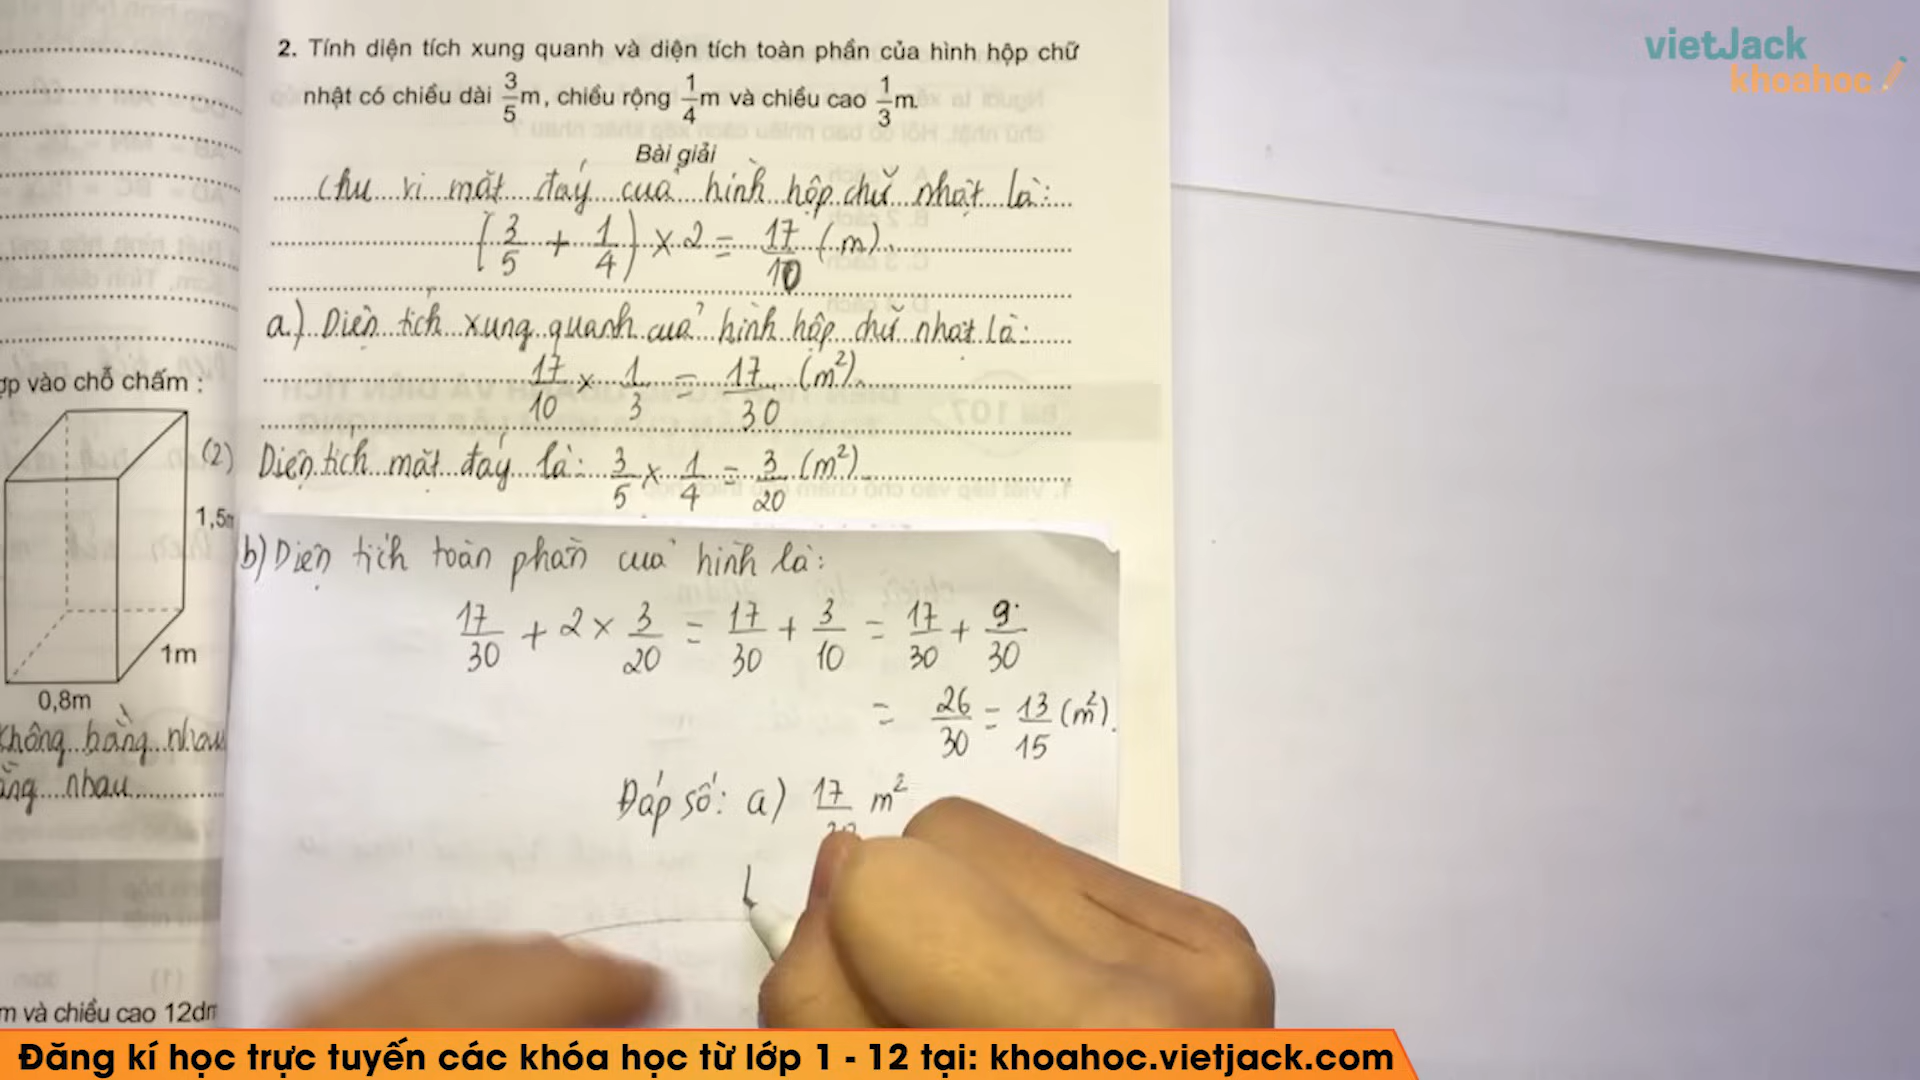 vietJack
khoahoc
2. Tính diện tích xung quanh và diện tích toàn phần của hình hộp chữ
nhật có chiều dài 3/5 m, chiều rộng 1/4 m và chiều cao 1/3 m.
Bài giải
Chu vi mặt đáy của hình hộp chữ nhật là:
(3/5 + 1/4) × 2 = 17/10 (m).
a.) Diện tích xung quanh của hình hộp chữ nhật là:
17/10 × 1/3 = 17/30 (m²).
Diện tích mặt đáy là: 3/5 × 1/4 = 3/20 (m²).
b) Diện tích toàn phần của hình là:
17/30 + 2 × 3/20 = 17/30 + 3/10 = 17/30 + 9/30
= 26/30 = 13/15 (m²).
Đáp số: a) 17/30 m²
vào chỗ chấm :
(2)
1,5m
1m
0,8m
Không bằng nhau
nhau
m và chiều cao 12dm
Đăng kí học trực tuyến các khóa học từ lớp 1 - 12 tại: khoahoc.vietjack.com